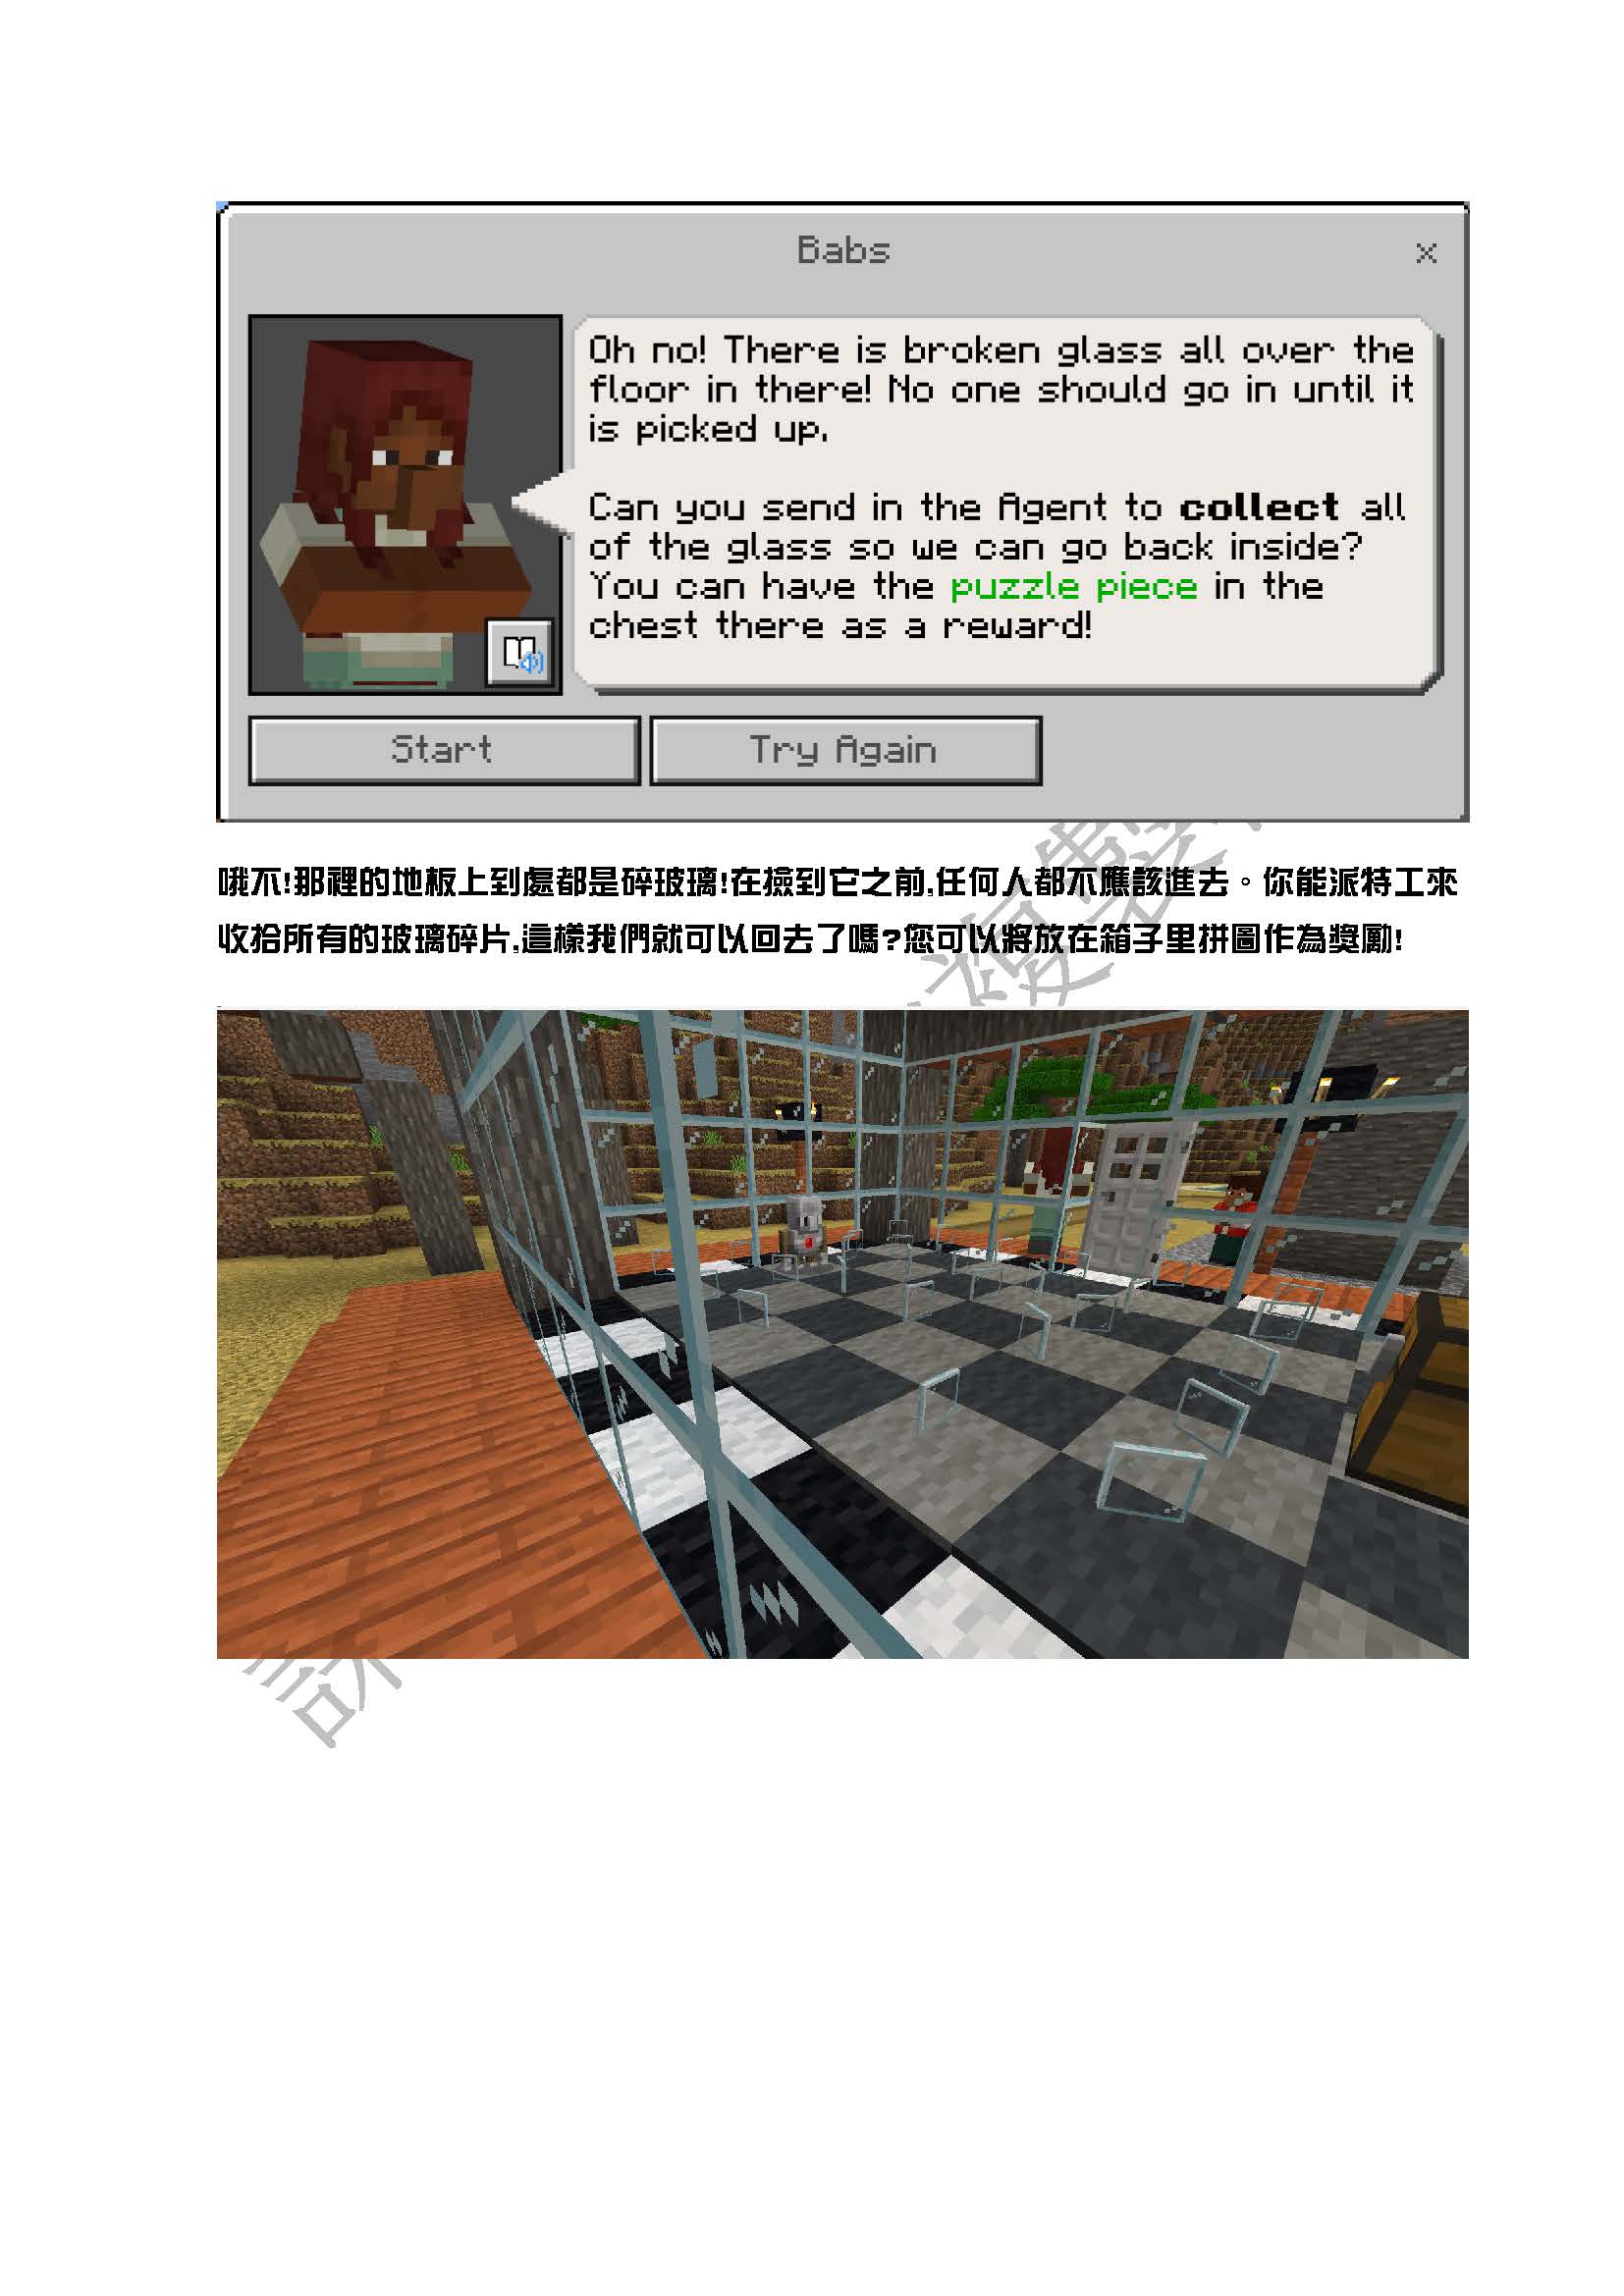 Babs
Oh no! There is broken glass all over the
floor in there! No one should go in until it
is picked up.
Can you send in the Agent to collect all
of the glass so we can go back inside?
You can have the puzzle piece in the
chest there as a reward!
Start
Try Again
哦不!那裡的地板上到處都是碎玻璃!在撿到它之前,任何人都不應該進去。你能派特工來
收拾所有的玻璃碎片,這樣我們就可以回去了嗎?您可以將放在箱子里拼圖作為獎勵!
複製